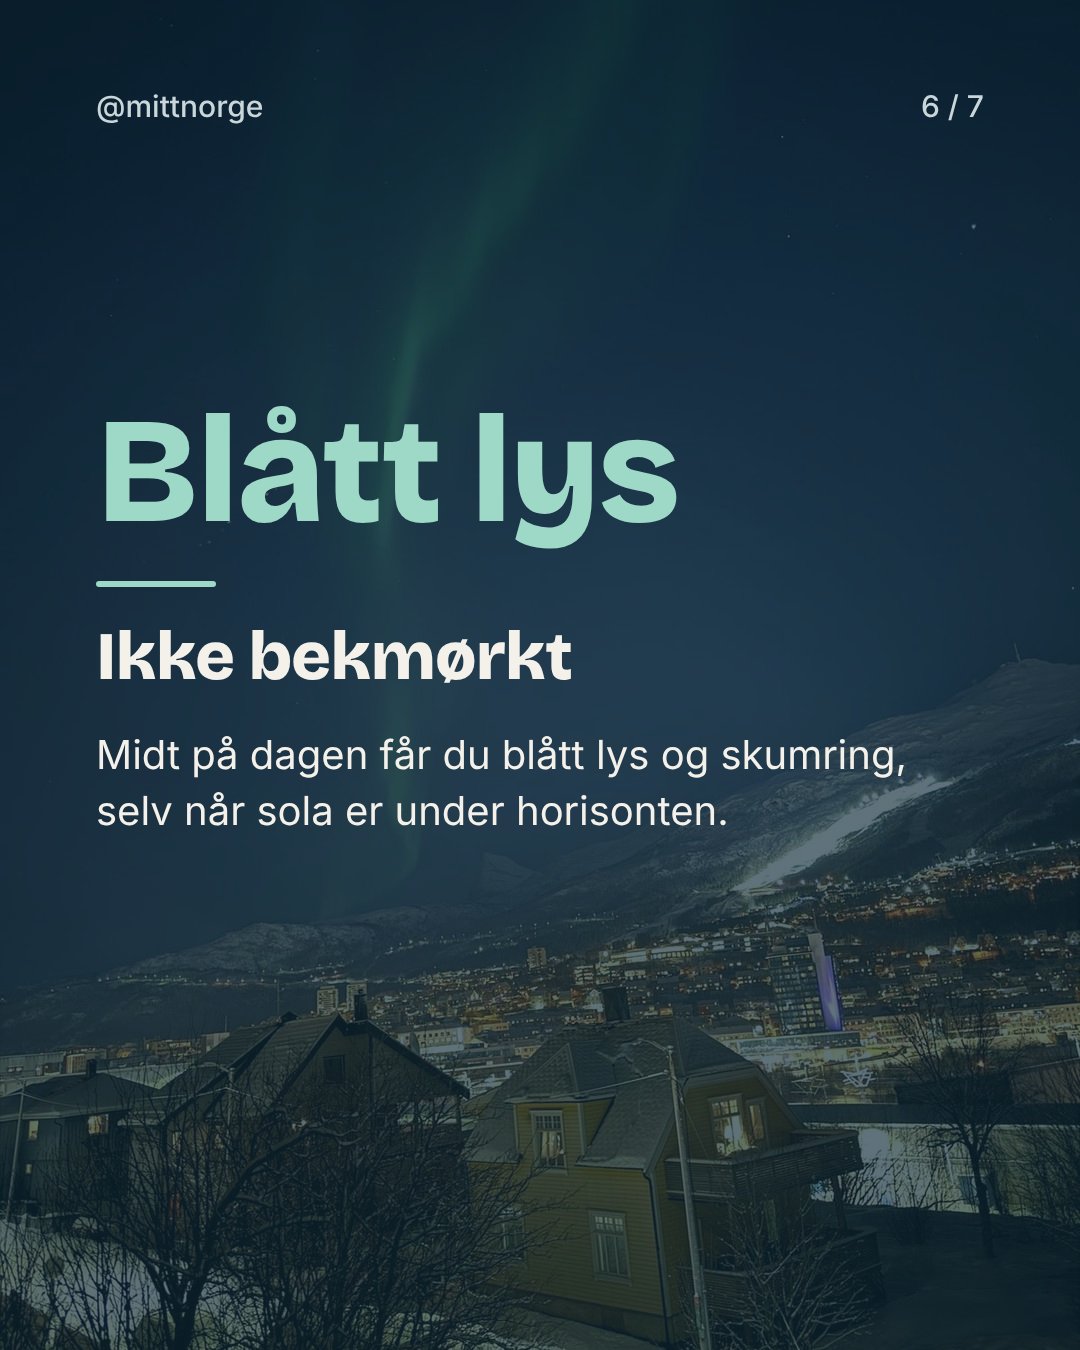 @mittnorge
6 / 7
Blått lys
Ikke bekmørkt
Midt på dagen får du blått lys og skumring,
selv når sola er under horisonten.